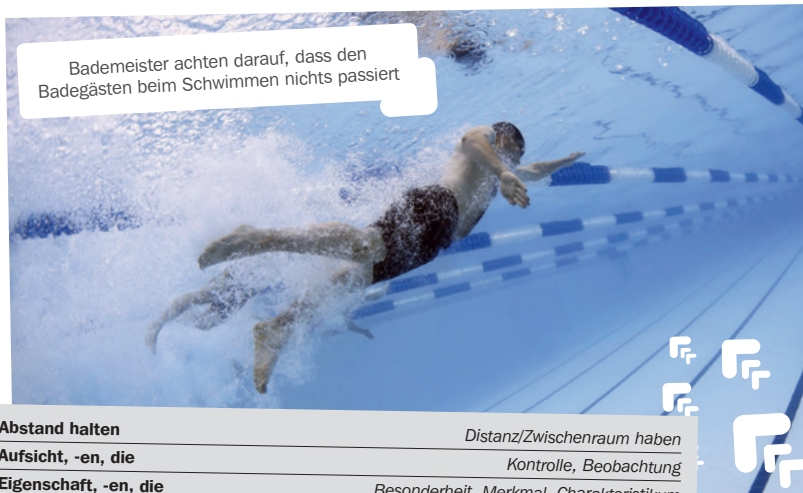 Bademeister achten darauf, dass den
Badegästen beim Schwimmen nichts passiert
Abstand halten Distanz/Zwischenraum haben
Aufsicht, -en, die Kontrolle, Beobachtung
Eigenschaft, -en, die Besonderheit, Merkmal, Charakteristikum